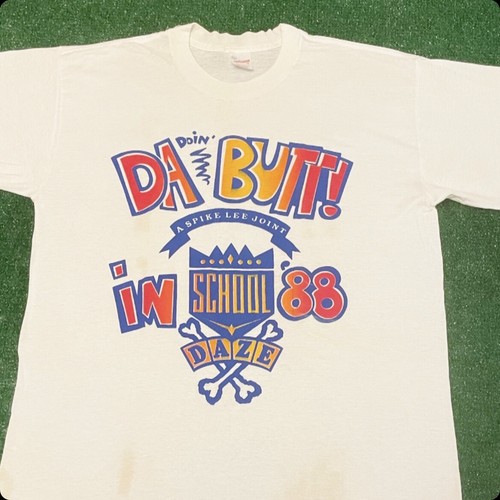 DOIN'
DA BUTT!
A SPIKE LEE JOINT
IN SCHOOL '88
DAZE